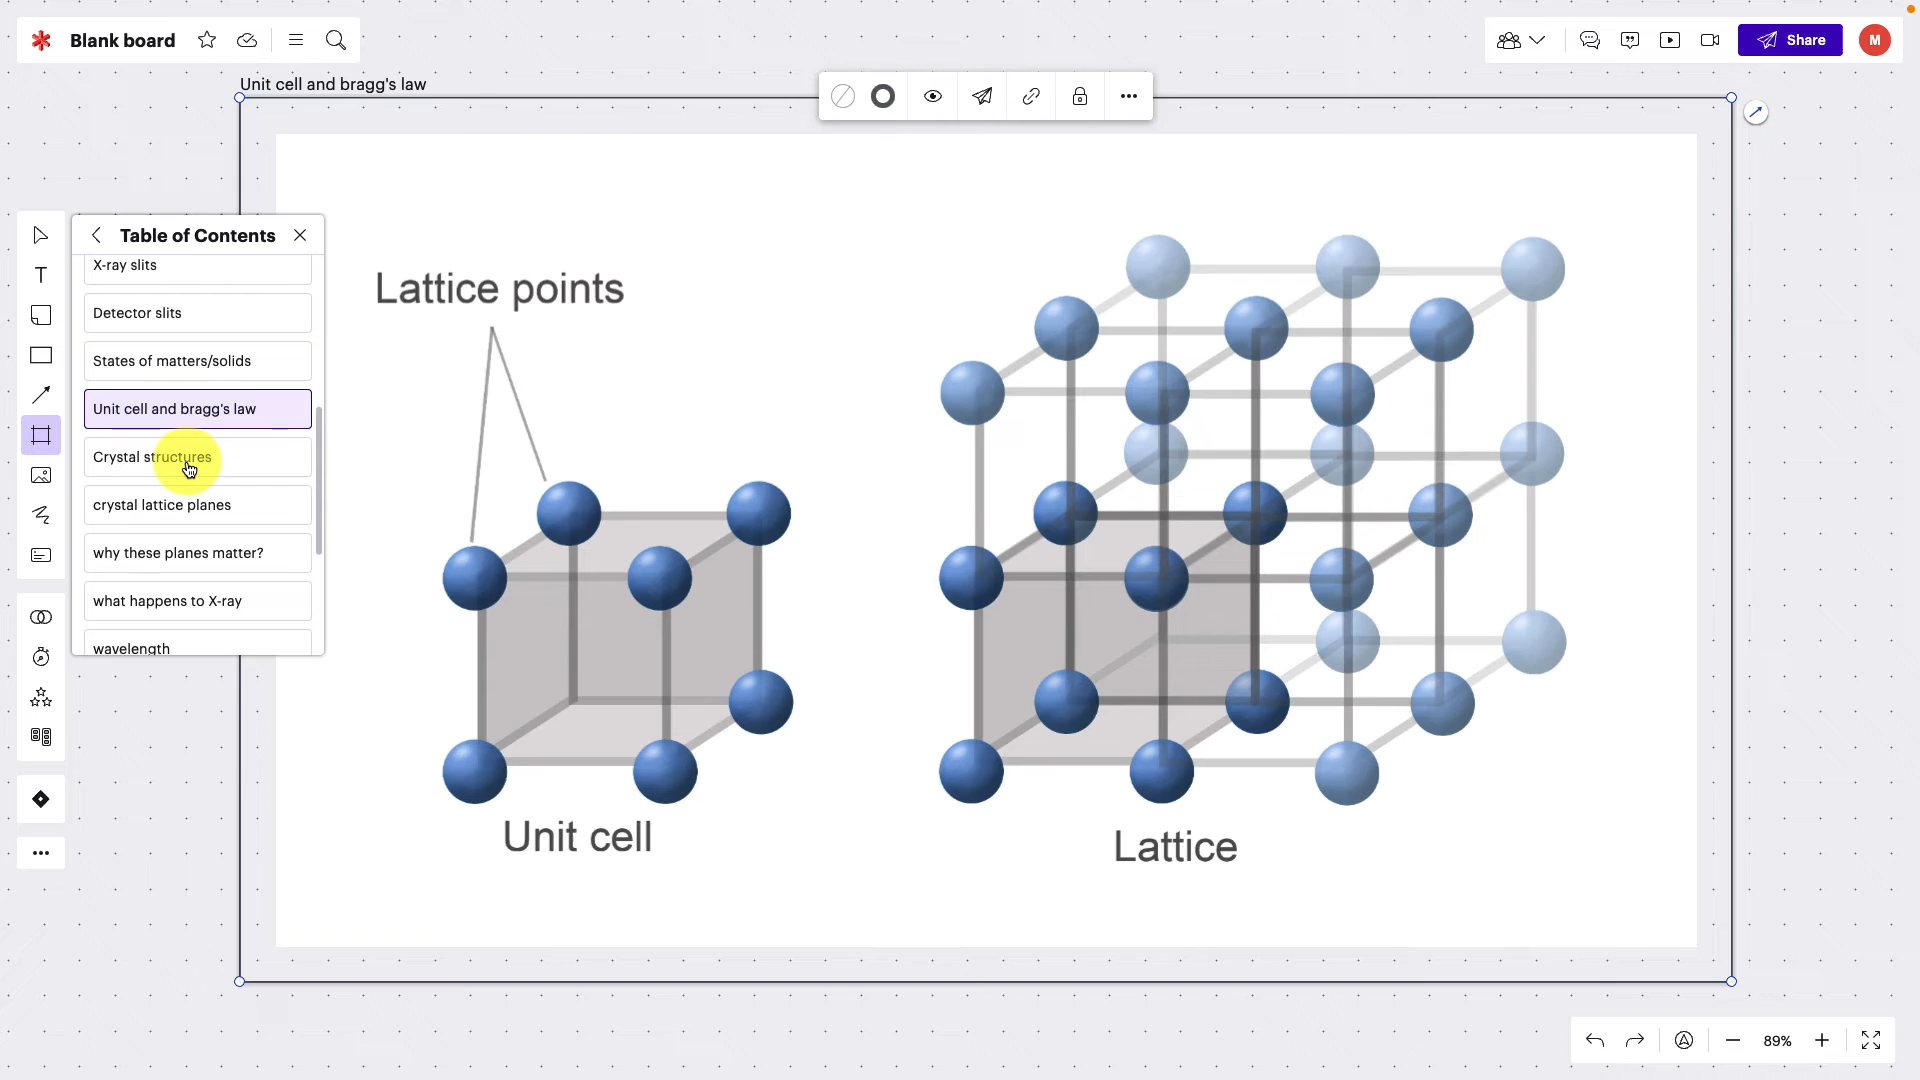 Blank board
Share
M
Unit cell and bragg's law
Table of Contents
X-ray slits
Detector slits
States of matters/solids
Unit cell and bragg's law
Crystal structures
crystal lattice planes
why these planes matter?
what happens to X-ray
wavelength
Lattice points
Unit cell
Lattice
89%